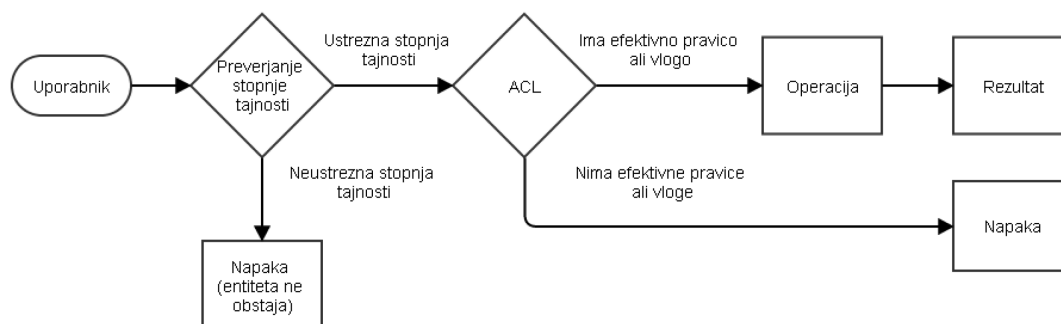 Uporabnik
Preverjanje
stopnje
tajnosti
Ustrezna stopnja
tajnosti
ACL
Ima efektivno pravico
ali vlogo
Operacija
Rezultat
Neustrezna stopnja
tajnosti
Nima efektivne pravice
ali vloge
Napaka
Napaka
(entiteta ne
obstaja)